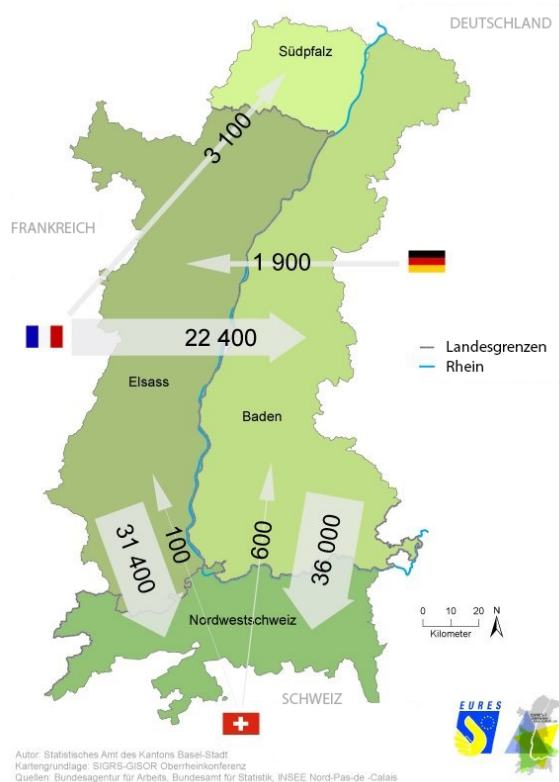 DEUTSCHLAND
Südpfalz
3 100
FRANKREICH
1 900
22 400
Landesgrenzen
Rhein
Elsass
Baden
31 400
100
600
36 000
Nordwestschweiz
0 10 20
Kilometer
N
SCHWEIZ
EURES
Autor: Statistisches Amt des Kantons Basel-Stadt
Kartengrundlage: SIGRS-GISOR Oberrheinkonferenz
Quellen: Bundesagentur für Arbeits, Bundesamt für Statistik, INSEE Nord-Pas-de -Calais